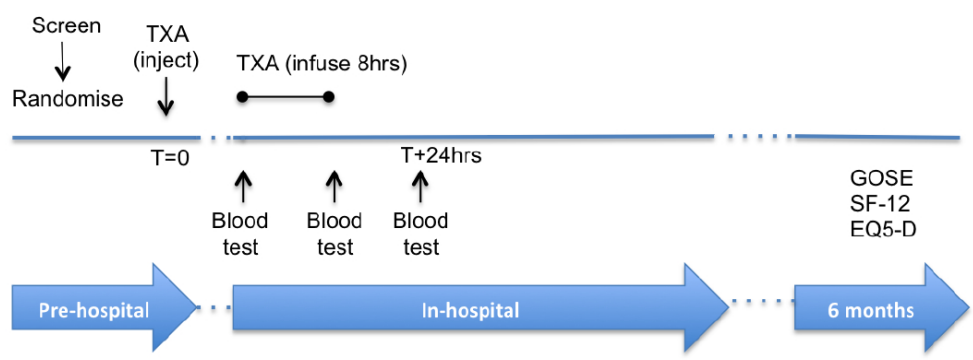 Screen
Randomise
TXA
(inject)
TXA (infuse 8hrs)
T=0
T+24hrs
Blood
test
Blood
test
Blood
test
GOSE
SF-12
EQ5-D
Pre-hospital
In-hospital
6 months